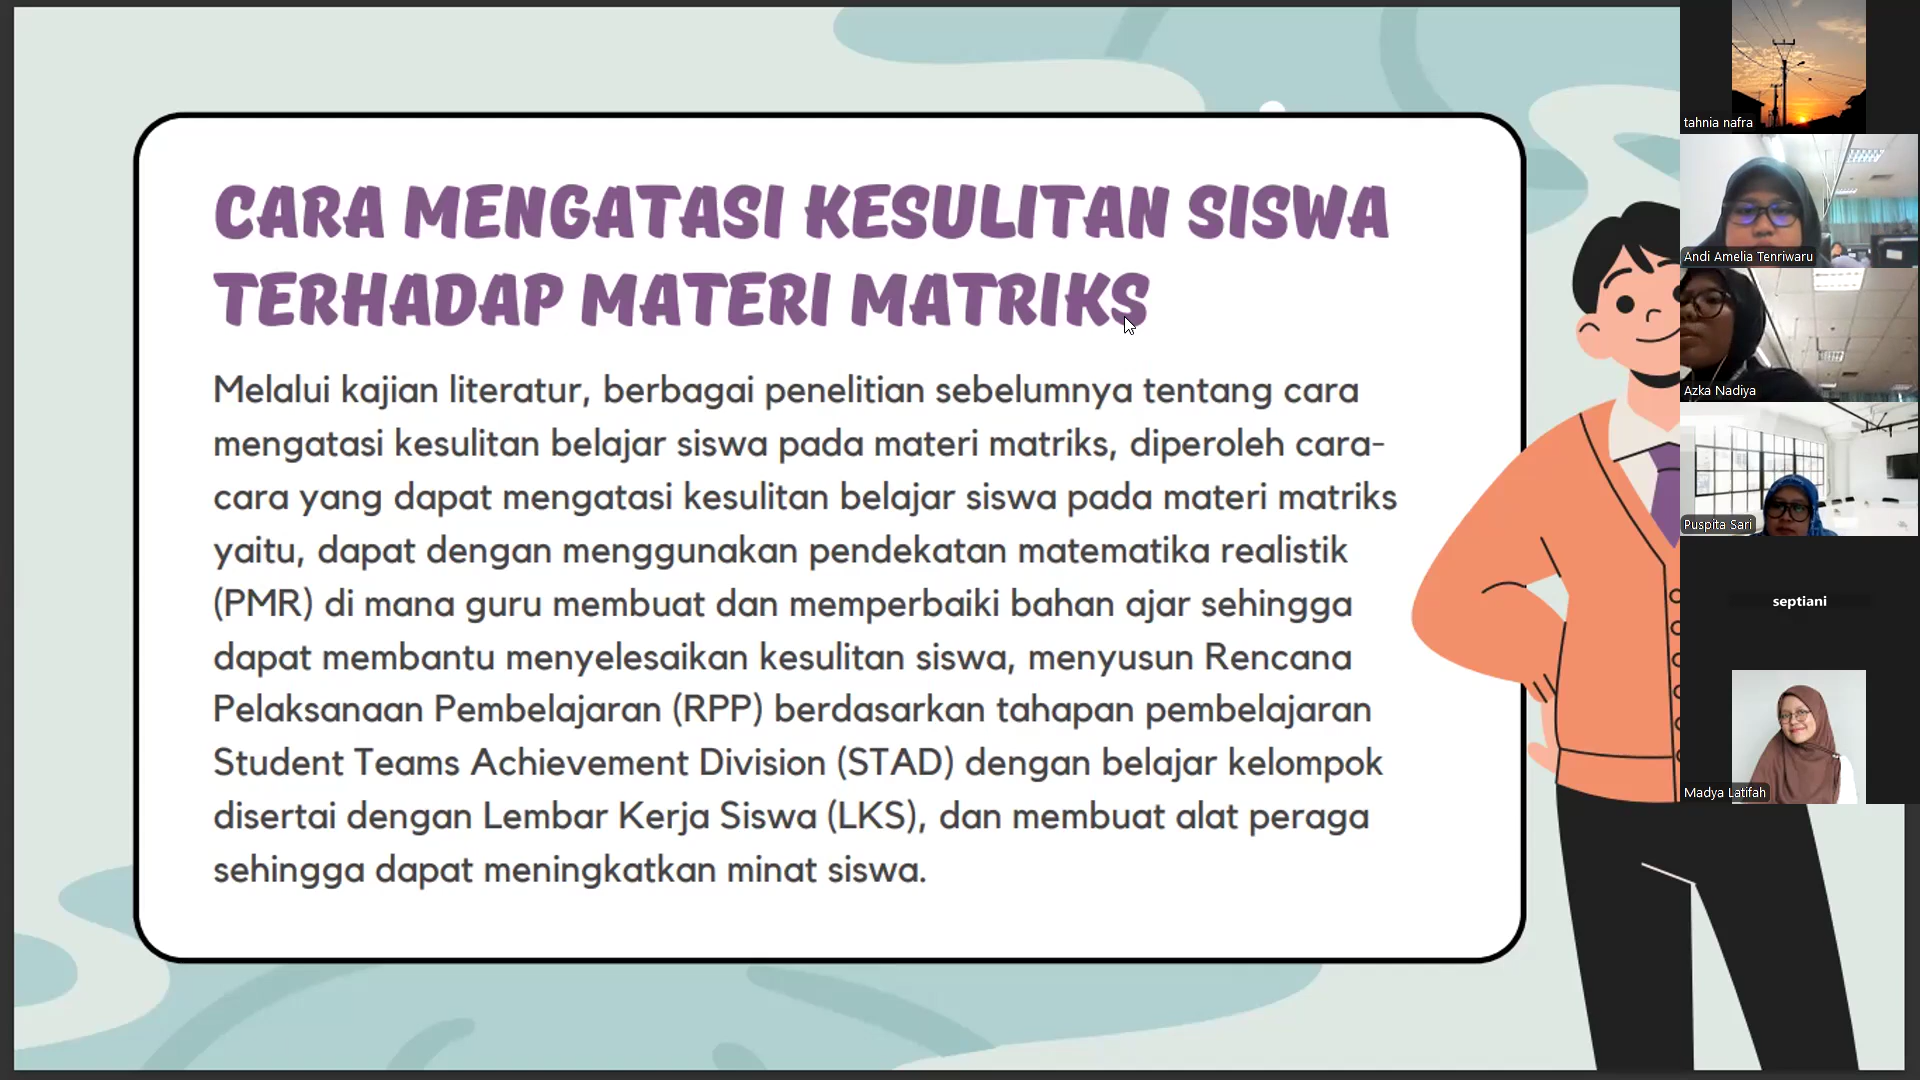 CARA MENGATASI KESULITAN SISWA
TERHADAP MATERI MATRIKS
Melalui kajian literatur, berbagai penelitian sebelumnya tentang cara
mengatasi kesulitan belajar siswa pada materi matriks, diperoleh cara-
cara yang dapat mengatasi kesulitan belajar siswa pada materi matriks
yaitu, dapat dengan menggunakan pendekatan matematika realistik
(PMR) di mana guru membuat dan memperbaiki bahan ajar sehingga
dapat membantu menyelesaikan kesulitan siswa, menyusun Rencana
Pelaksanaan Pembelajaran (RPP) berdasarkan tahapan pembelajaran
Student Teams Achievement Division (STAD) dengan belajar kelompok
disertai dengan Lembar Kerja Siswa (LKS), dan membuat alat peraga
sehingga dapat meningkatkan minat siswa.
tahnia nafra
Andi Amelia Tenriwaru
Azka Nadiya
Puspita Sari
septiani
Madya Latifah